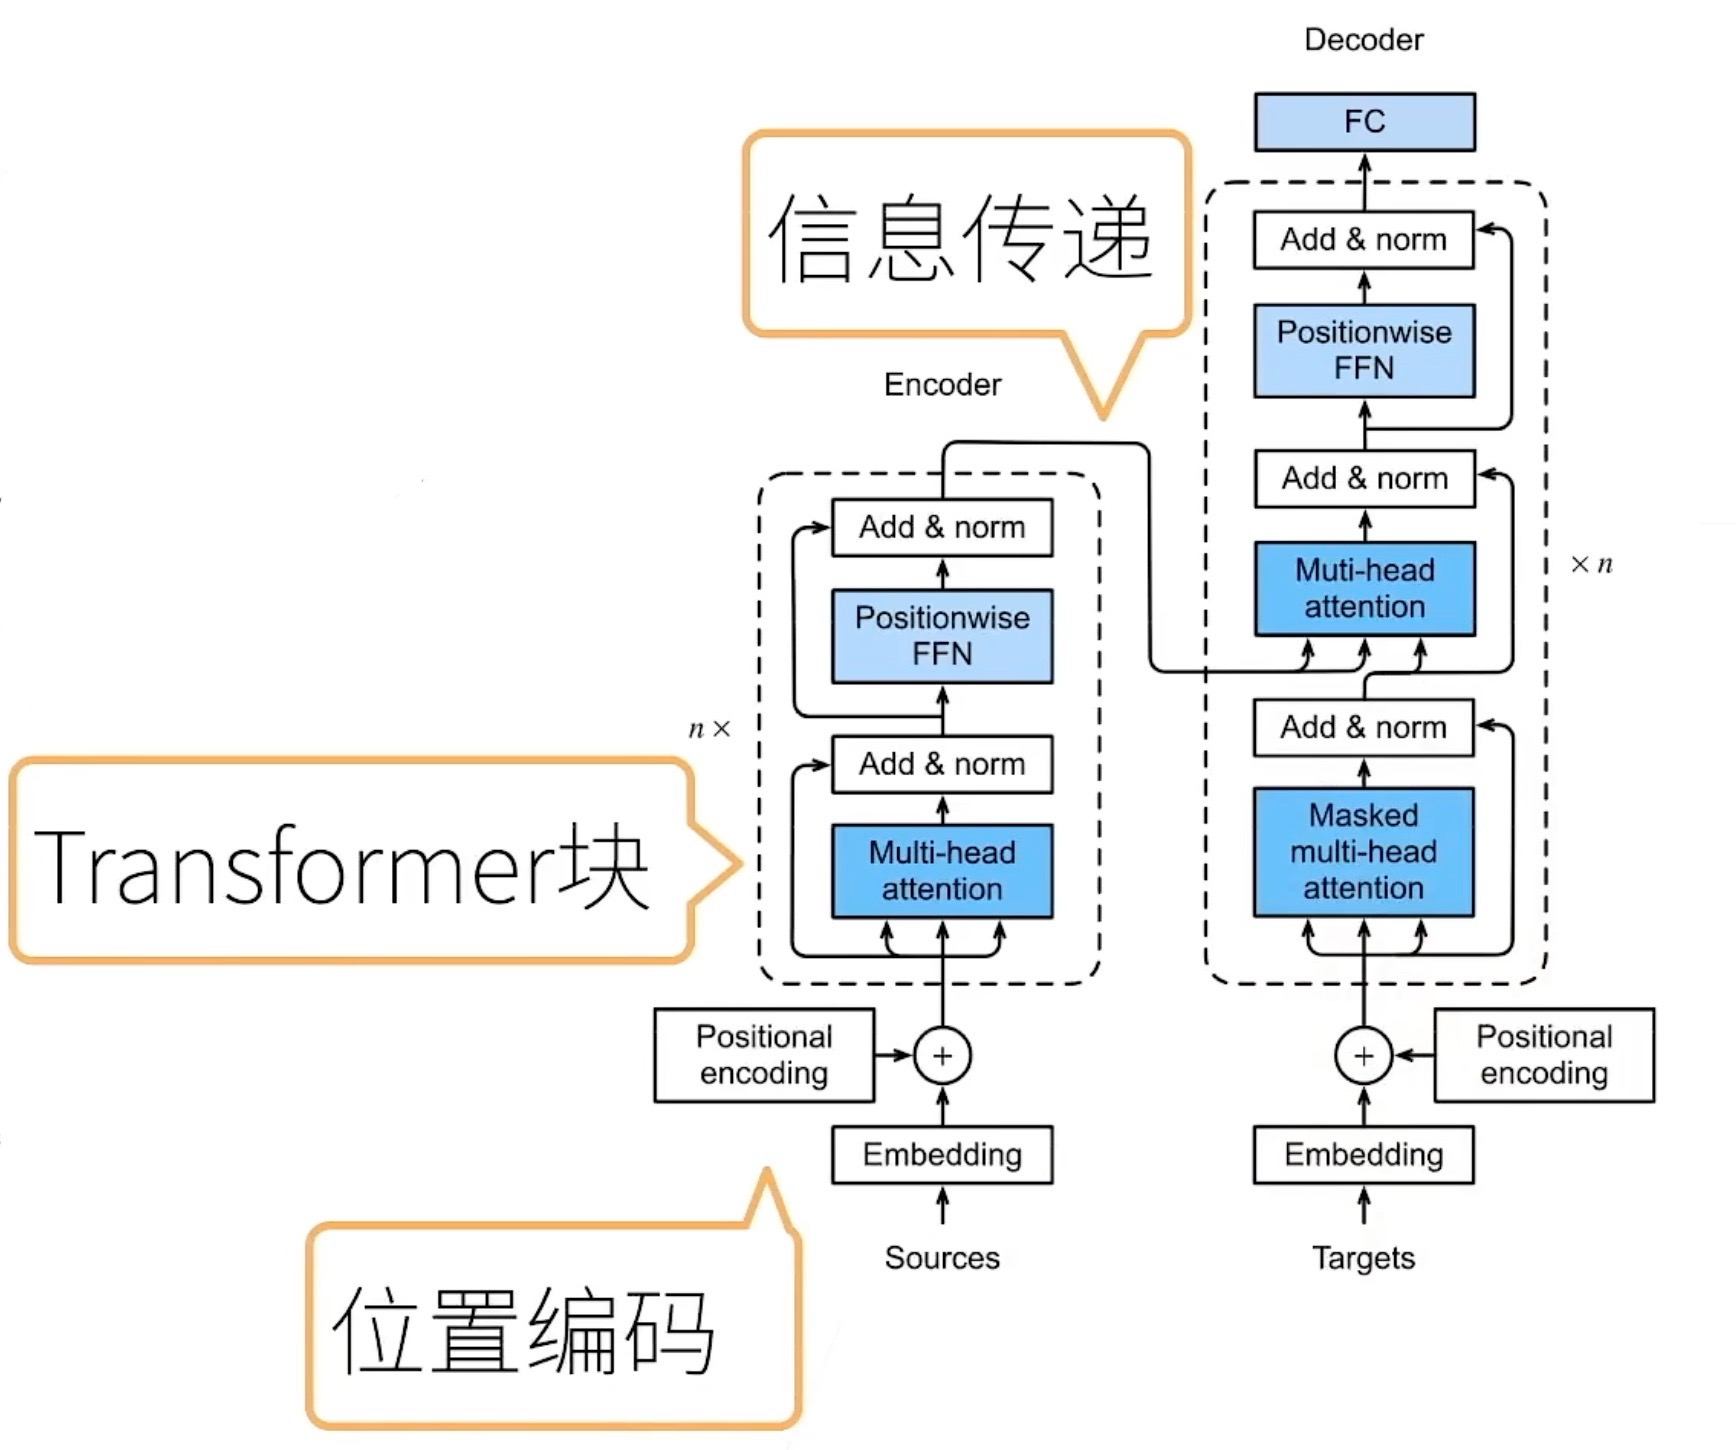 Decoder
FC
信息传递
Add & norm
Positionwise
FFN
Encoder
Add & norm
Add & norm
Muti-head
attention
× n
Positionwise
FFN
n ×
Add & norm
Add & norm
Transformer块
Multi-head
attention
Masked
multi-head
attention
Positional
encoding
+
+
Positional
encoding
Embedding
Embedding
Sources
Targets
位置编码